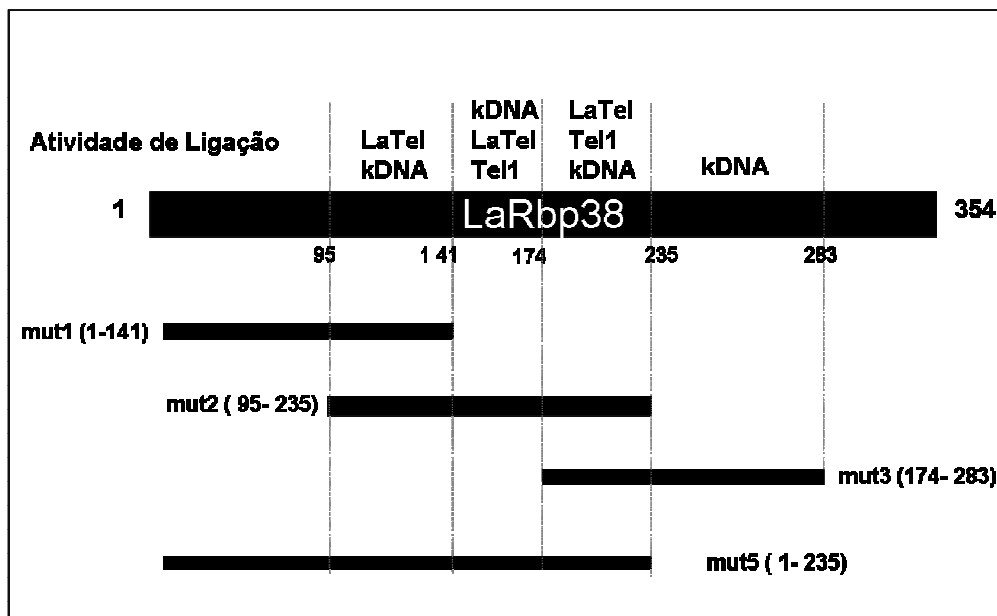 Atividade de Ligação
LaTel
kDNA
kDNA
LaTel
Tel1
LaTel
Tel1
kDNA
kDNA
1
LaRbp38
354
95
1 41
174
235
283
mut1 (1-141)
mut2 ( 95- 235)
mut3 (174- 283)
mut5 ( 1- 235)